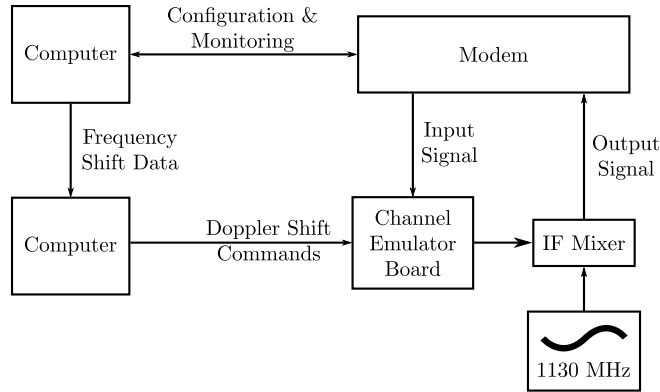 Configuration &
Monitoring
Computer
Modem
Frequency
Shift Data
Input
Signal
Output
Signal
Computer
Doppler Shift
Commands
Channel
Emulator
Board
IF Mixer
1130 MHz